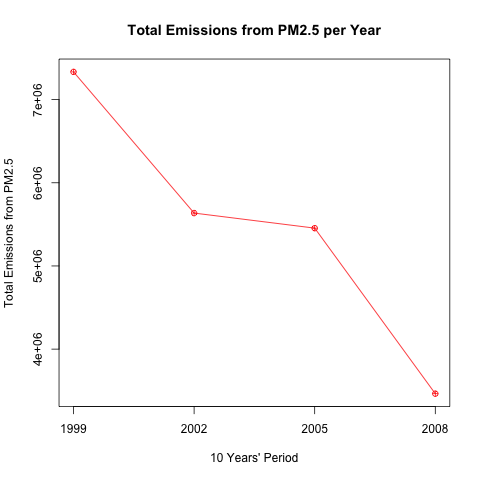 Total Emissions from PM2.5 per Year
Total Emissions from PM2.5
7e+06
6e+06
5e+06
4e+06
1999 2002 2005 2008
10 Years' Period